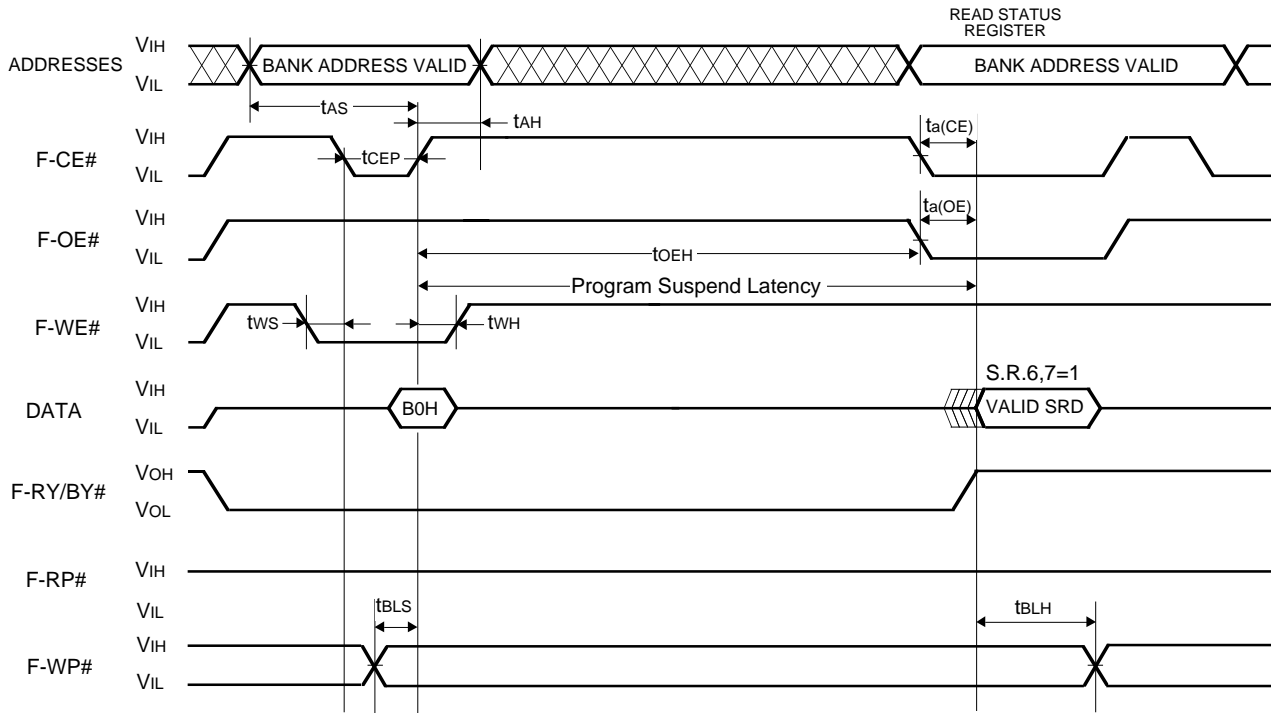 READ STATUS
REGISTER
ADDRESSES
VIH
VIL
BANK ADDRESS VALID
BANK ADDRESS VALID
tAS
tAH
F-CE#
VIH
VIL
tCEP
ta(CE)
F-OE#
VIH
VIL
ta(OE)
tOEH
Program Suspend Latency
F-WE#
VIH
VIL
tWS
tWH
DATA
VIH
VIL
B0H
S.R.6,7=1
VALID SRD
F-RY/BY#
VOH
VOL
F-RP#
VIH
VIL
tBLS
tBLH
F-WP#
VIH
VIL